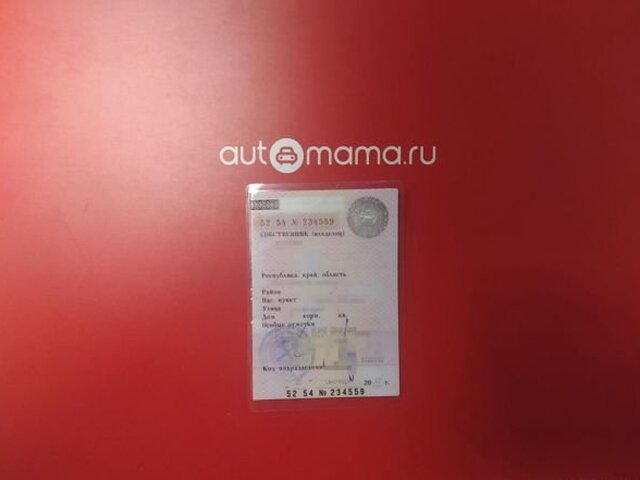 automama.ru
52 54 № 234559
СОБСТВЕННИК (владелец)
Республика, край, область
Район
Нас. пункт
Улица
Дом корп. кв.
Особые отметки
Код подразделения
20 г.
52 54 № 234559